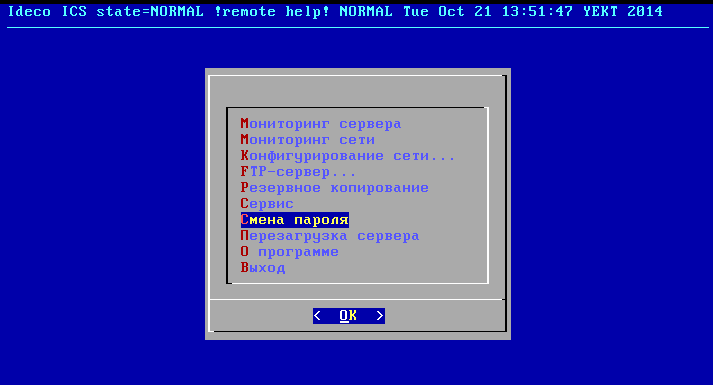 Ideco ICS state=NORMAL !remote help! NORMAL Tue Oct 21 13:51:47 YEKT 2014
Мониторинг сервера
Мониторинг сети
Конфигурирование сети...
FTP-сервер...
Резервное копирование
Сервис
Смена пароля
Перезагрузка сервера
О программе
Выход
< OK >